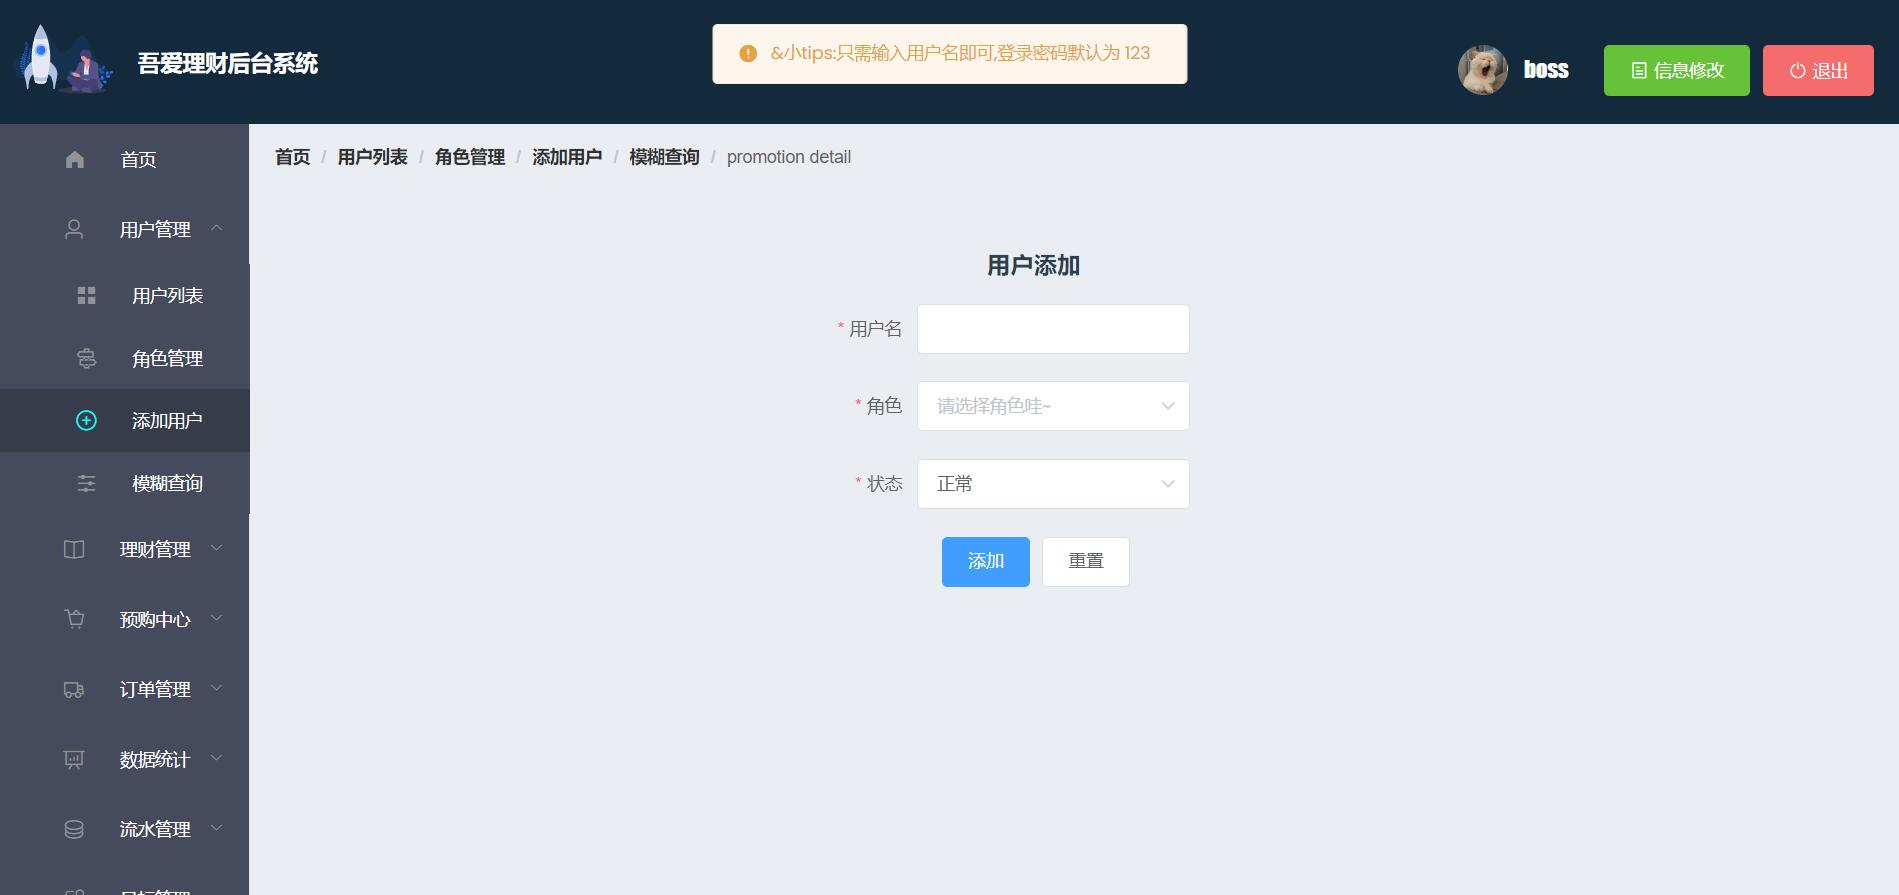 吾爱理财后台系统
&小tips:只需输入用户名即可,登录密码默认为 123
boss
信息修改
退出
首页 / 用户列表 / 角色管理 / 添加用户 / 模糊查询 / promotion detail
首页
用户管理
用户列表
角色管理
添加用户
模糊查询
理财管理
预购中心
订单管理
数据统计
流水管理
用户添加
* 用户名
* 角色 请选择角色哇~
* 状态 正常
添加 重置